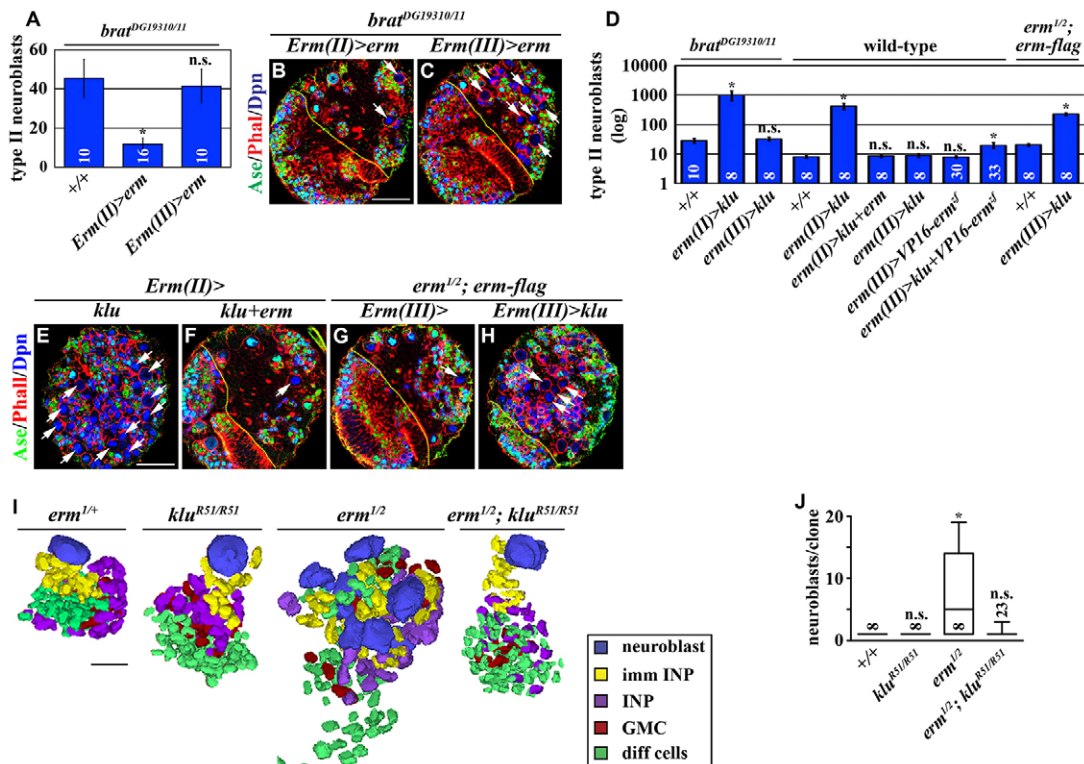 A
brat^DG19310/11
type II neuroblasts
60
40
20
0
n.s.
*
10
16
10
+/+
Erm(II)>erm
Erm(III)>erm
brat^DG19310/11
Erm(II)>erm
Erm(III)>erm
Ase/Phal/Dpn
B
C
D
brat^DG19310/11
wild-type
erm^1/2;
erm-flag
type II neuroblasts
(log)
10000
1000
100
10
1
*
n.s.
*
n.s.
n.s.
n.s.
*
*
10
8
8
8
8
8
8
30
33
8
8
+/+
erm(II)>klu
erm(III)>klu
+/+
erm(II)>klu
erm(II)>klu+erm
erm(III)>klu
erm(III)>VP16-erm^zf
erm(III)>klu+VP16-erm^zf
+/+
erm(III)>klu
Erm(II)>
erm^1/2; erm-flag
klu
klu+erm
Erm(III)>
Erm(III)>klu
Ase/Phall/Dpn
E
F
G
H
I
erm^1/+
klu^R51/R51
erm^1/2
erm^1/2; klu^R51/R51
neuroblast
imm INP
INP
GMC
diff cells
J
neuroblasts/clone
20
10
0
*
n.s.
n.s.
8
8
8
23
+/+
klu^R51/R51
erm^1/2
erm^1/2; klu^R51/R51